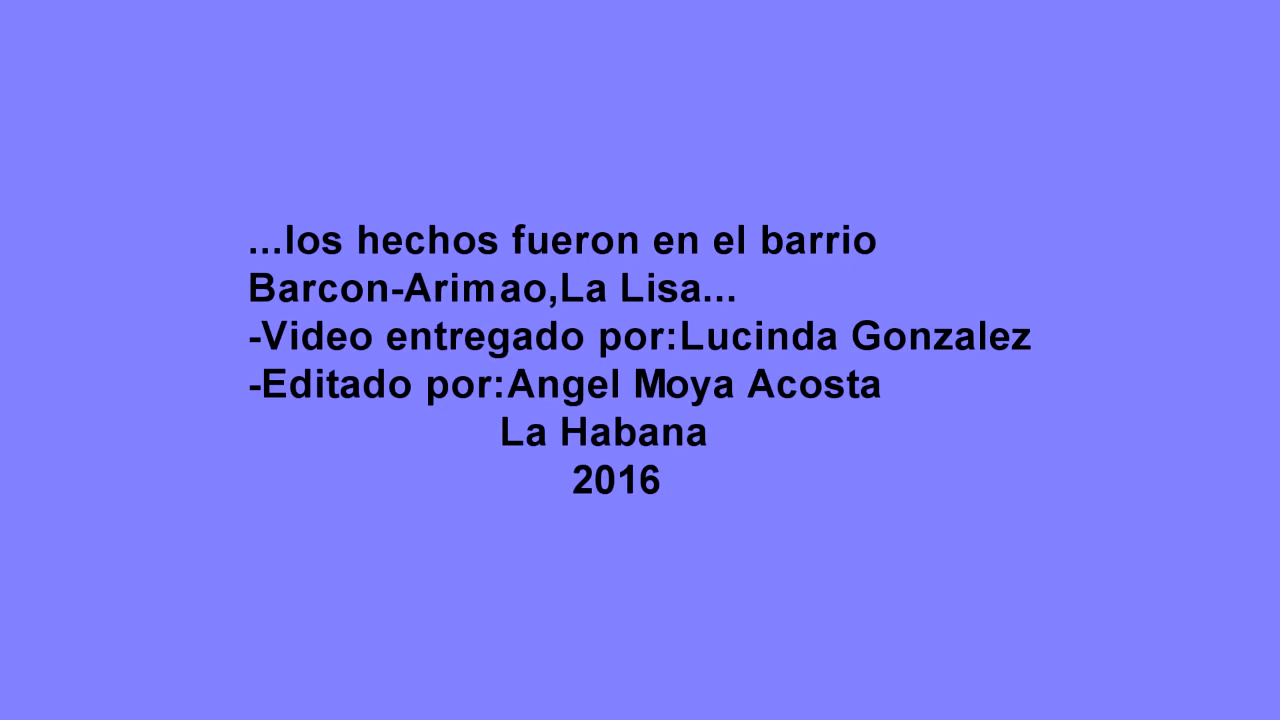 ...los hechos fueron en el barrio
Barcon-Arimao,La Lisa...
-Video entregado por:Lucinda Gonzalez
-Editado por:Angel Moya Acosta
La Habana
2016